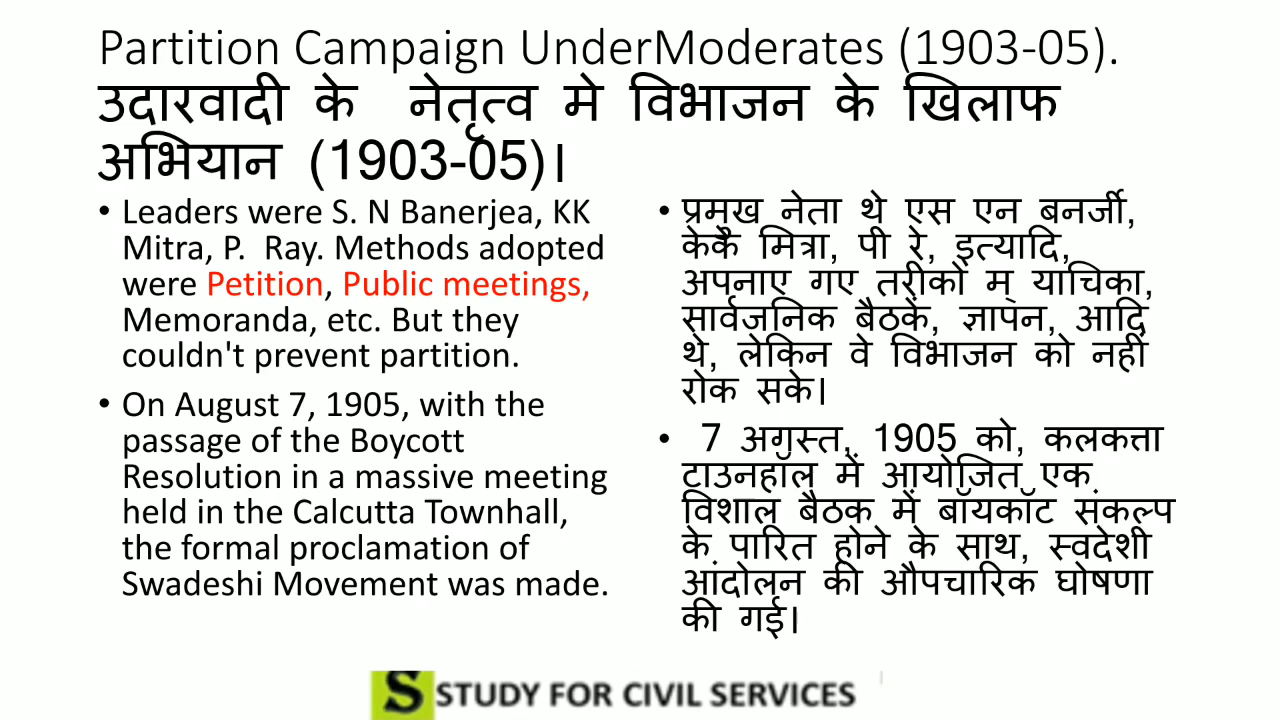 Partition Campaign UnderModerates (1903-05).
उदारवादी के नेतृत्व मे विभाजन के खिलाफ
अभियान (1903-05)।
• Leaders were S. N Banerjea, KK
Mitra, P. Ray. Methods adopted
were Petition, Public meetings,
Memoranda, etc. But they
couldn't prevent partition.
• On August 7, 1905, with the
passage of the Boycott
Resolution in a massive meeting
held in the Calcutta Townhall,
the formal proclamation of
Swadeshi Movement was made.
• प्रमुख नेता थे एस एन बनर्जी,
केके मित्रा, पी रे, इत्यादि,
अपनाए गए तरीकों म् याचिका,
सार्वजनिक बैठकें, ज्ञापन, आदि
थे, लेकिन वे विभाजन को नहीं
रोक सके।
• 7 अगस्त, 1905 को, कलकत्ता
टाउनहॉल में आयोजित एक
विशाल बैठक में बॉयकॉट संकल्प
के पारित होने के साथ, स्वदेशी
आंदोलन की औपचारिक घोषणा
की गई।
S STUDY FOR CIVIL SERVICES